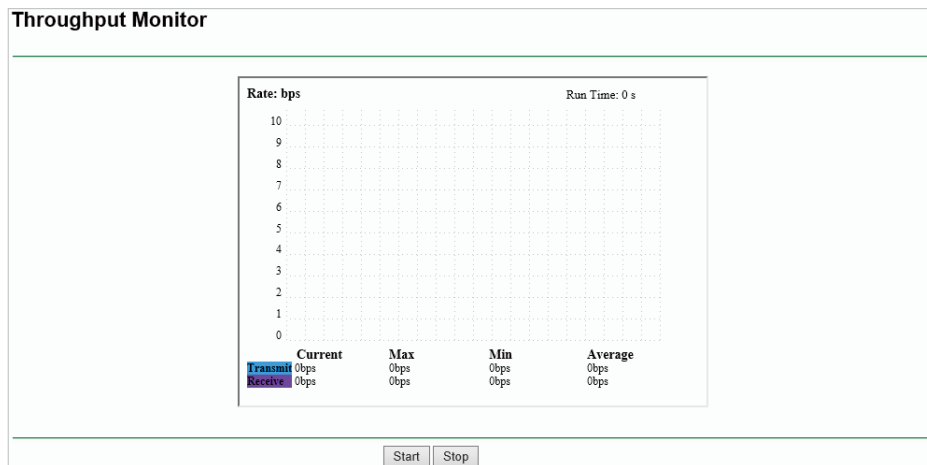 Throughput Monitor
Rate: bps Run Time: 0 s
10
9
8
7
6
5
4
3
2
1
0
Current Max Min Average
Transmit 0bps 0bps 0bps 0bps
Receive 0bps 0bps 0bps 0bps
Start Stop